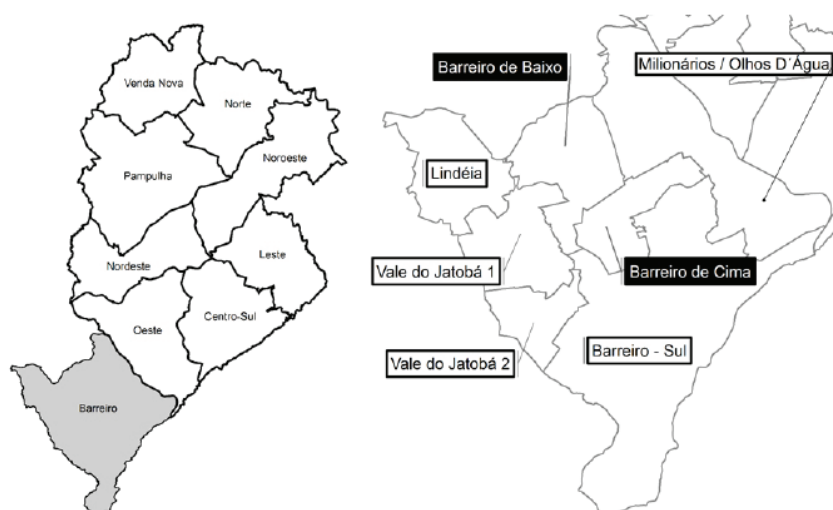 Venda Nova
Norte
Noroeste
Pampulha
Leste
Nordeste
Centro-Sul
Oeste
Barreiro
Barreiro de Baixo
Milionários / Olhos D´Água
Lindéia
Vale do Jatobá 1
Barreiro de Cima
Vale do Jatobá 2
Barreiro - Sul